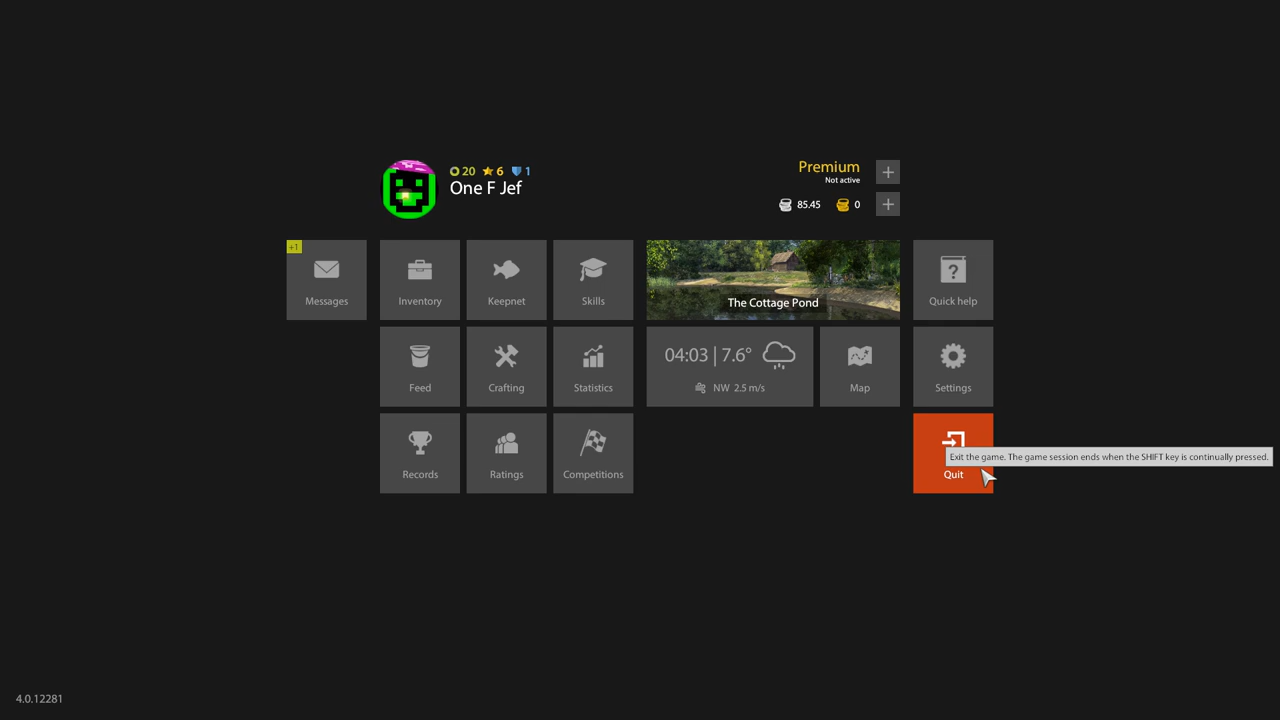 20 6 1
One F Jef
Premium
Not active
85.45 0
+1
Messages
Inventory
Keepnet
Skills
The Cottage Pond
Quick help
Feed
Crafting
Statistics
04:03 | 7.6°
NW 2.5 m/s
Map
Settings
Records
Ratings
Competitions
Exit the game. The game session ends when the SHIFT key is continually pressed.
Quit
4.0.12281